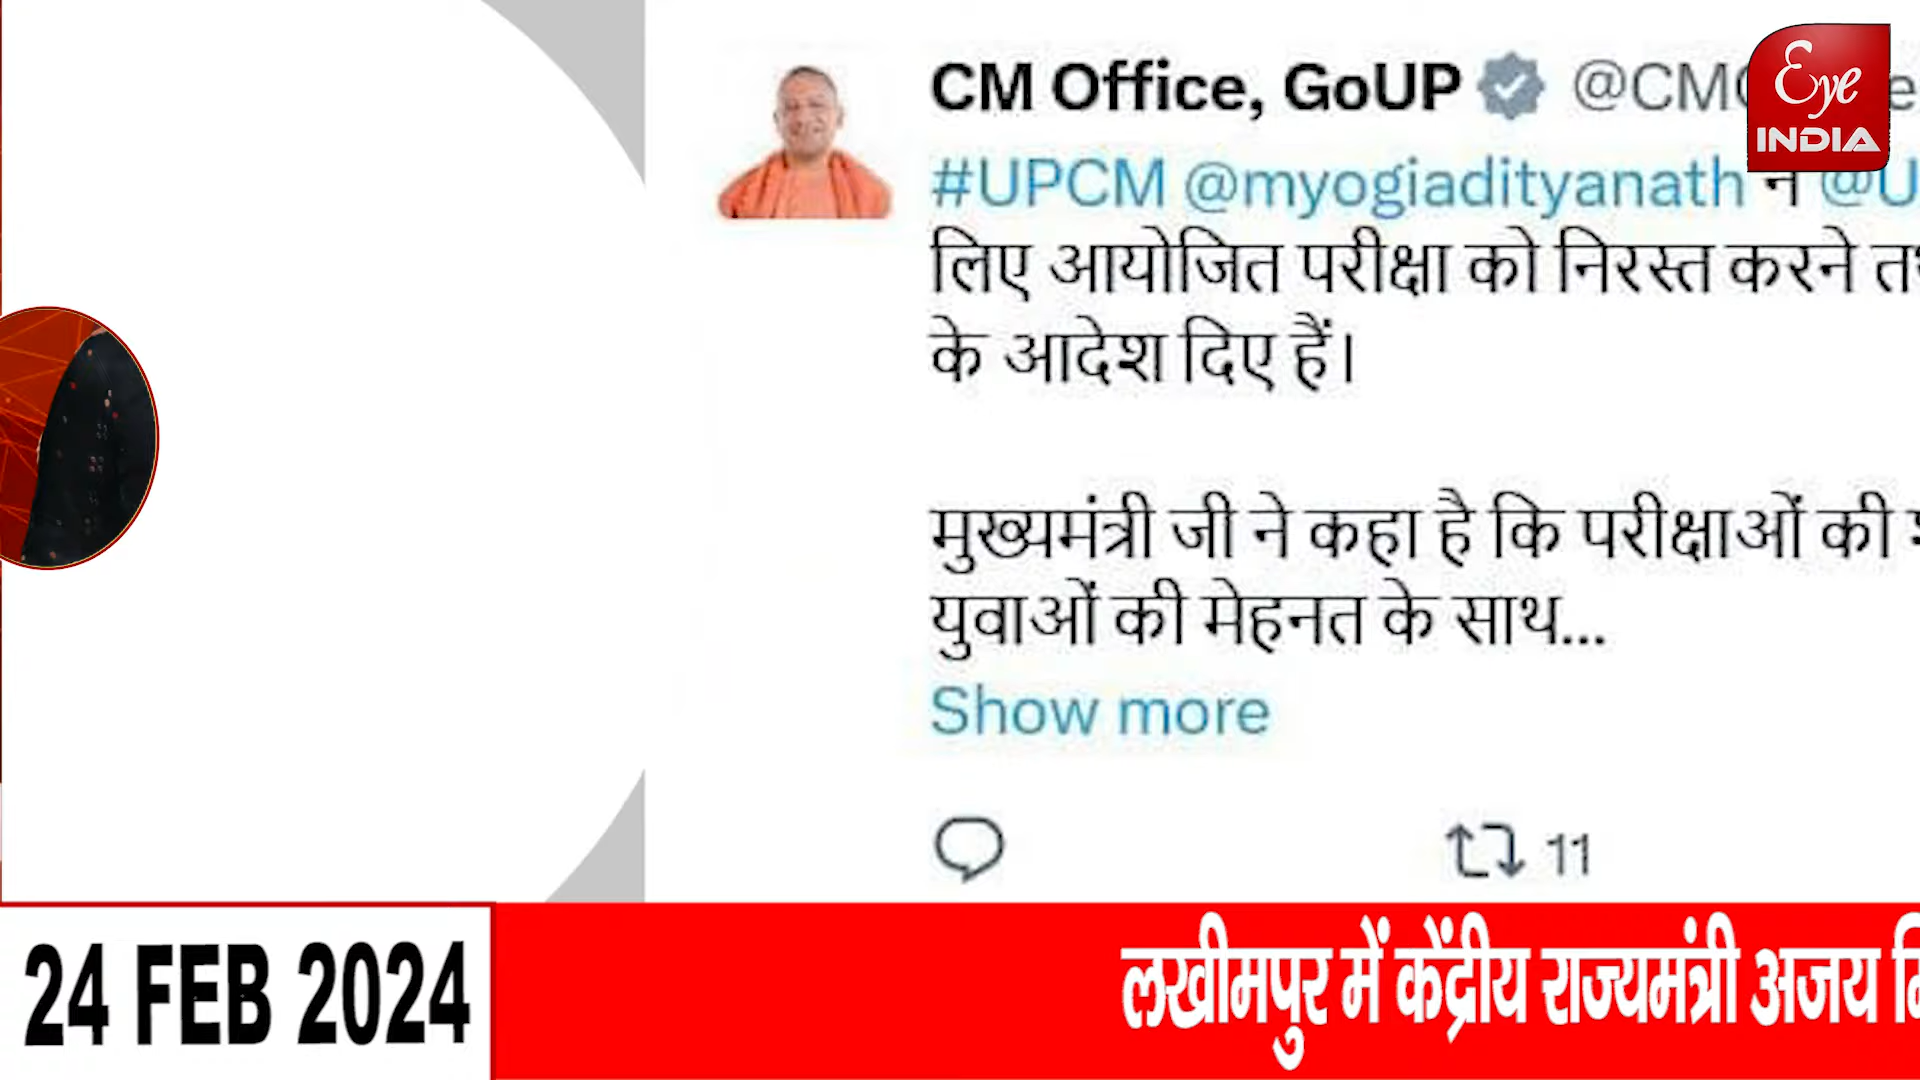 CM Office, GoUP @CMO
Eye
INDIA
#UPCM @myogiadityanath ने @U
लिए आयोजित परीक्षा को निरस्त करने
के आदेश दिए हैं।
मुख्यमंत्री जी ने कहा है कि परीक्षाओं की
युवाओं की मेहनत के साथ...
Show more
11
24 FEB 2024
लखीमपुर में केंद्रीय राज्यमंत्री अजय